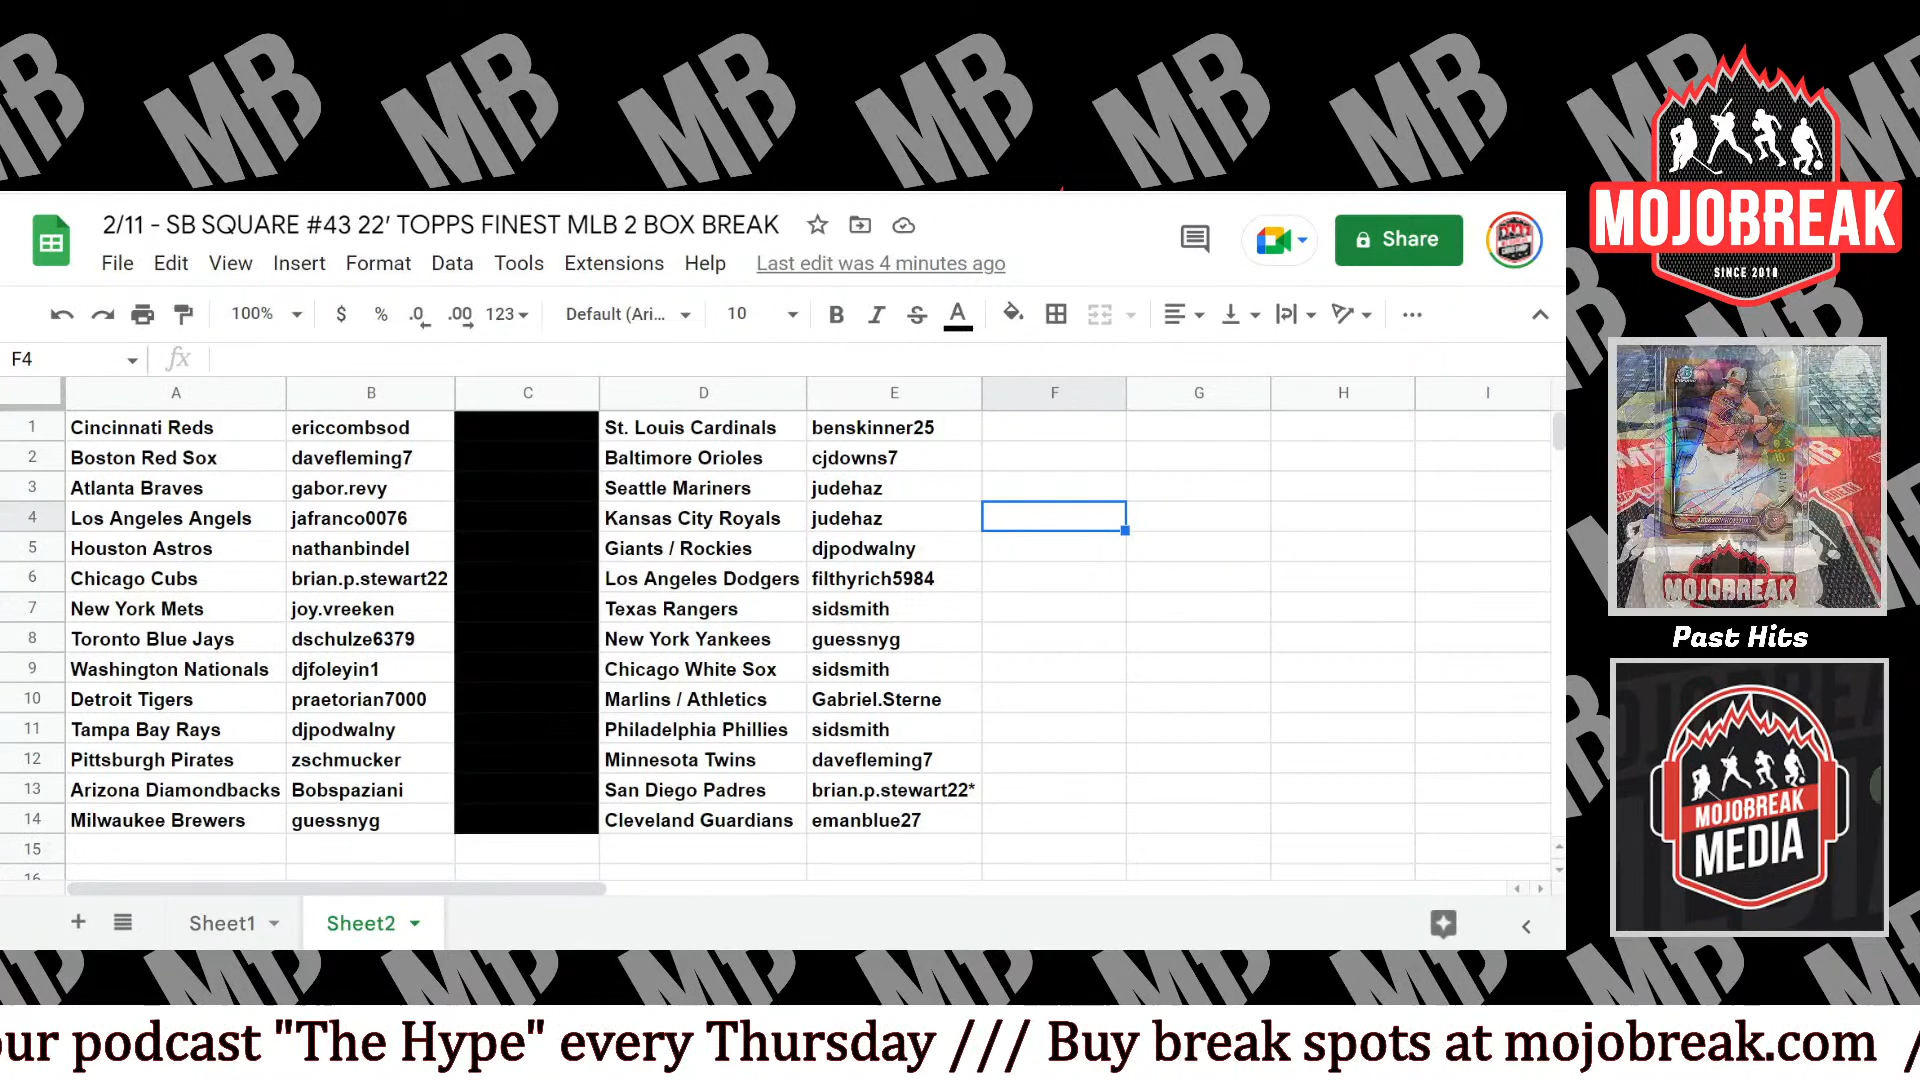 MOJOBREAK
SINCE 2010
2/11 - SB SQUARE #43 22′ TOPPS FINEST MLB 2 BOX BREAK
Share
File Edit View Insert Format Data Tools Extensions Help Last edit was 4 minutes ago
100% $ % .0 .00 123 Default (Ari... 10 B I S A
F4 fx
A B C D E F G H I
1 Cincinnati Reds ericcombsod St. Louis Cardinals benskinner25
2 Boston Red Sox davefleming7 Baltimore Orioles cjdowns7
3 Atlanta Braves gabor.revy Seattle Mariners judehaz
4 Los Angeles Angels jafranco0076 Kansas City Royals judehaz
5 Houston Astros nathanbindel Giants / Rockies djpodwalny
6 Chicago Cubs brian.p.stewart22 Los Angeles Dodgers filthyrich5984
7 New York Mets joy.vreeken Texas Rangers sidsmith
8 Toronto Blue Jays dschulze6379 New York Yankees guessnyg
9 Washington Nationals djfoleyin1 Chicago White Sox sidsmith
10 Detroit Tigers praetorian7000 Marlins / Athletics Gabriel.Sterne
11 Tampa Bay Rays djpodwalny Philadelphia Phillies sidsmith
12 Pittsburgh Pirates zschmucker Minnesota Twins davefleming7
13 Arizona Diamondbacks Bobspaziani San Diego Padres brian.p.stewart22*
14 Milwaukee Brewers guessnyg Cleveland Guardians emanblue27
15
16
Sheet1 Sheet2
MOJOBREAK
Past Hits
MOJOBREAK
MEDIA
our podcast "The Hype" every Thursday /// Buy break spots at mojobreak.com /